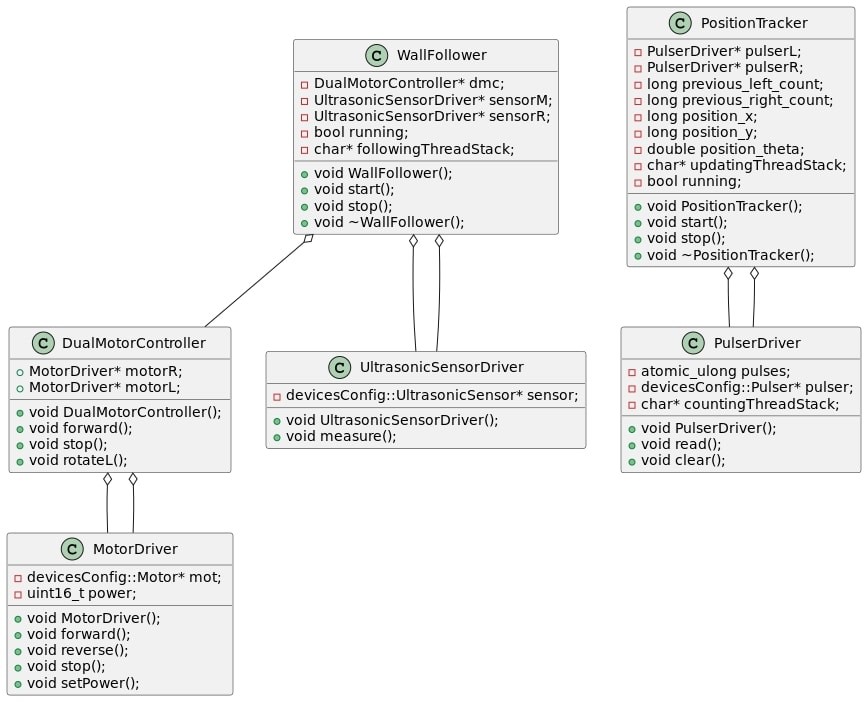 C WallFollower
DualMotorController* dmc;
UltrasonicSensorDriver* sensorM;
UltrasonicSensorDriver* sensorR;
bool running;
char* followingThreadStack;
void WallFollower();
void start();
void stop();
void ~WallFollower();
C PositionTracker
PulserDriver* pulserL;
PulserDriver* pulserR;
long previous_left_count;
long previous_right_count;
long position_x;
long position_y;
double position_theta;
char* updatingThreadStack;
bool running;
void PositionTracker();
void start();
void stop();
void ~PositionTracker();
C DualMotorController
MotorDriver* motorR;
MotorDriver* motorL;
void DualMotorController();
void forward();
void stop();
void rotateL();
C UltrasonicSensorDriver
devicesConfig::UltrasonicSensor* sensor;
void UltrasonicSensorDriver();
void measure();
C PulserDriver
atomic_ulong pulses;
devicesConfig::Pulser* pulser;
char* countingThreadStack;
void PulserDriver();
void read();
void clear();
C MotorDriver
devicesConfig::Motor* mot;
uint16_t power;
void MotorDriver();
void forward();
void reverse();
void stop();
void setPower();